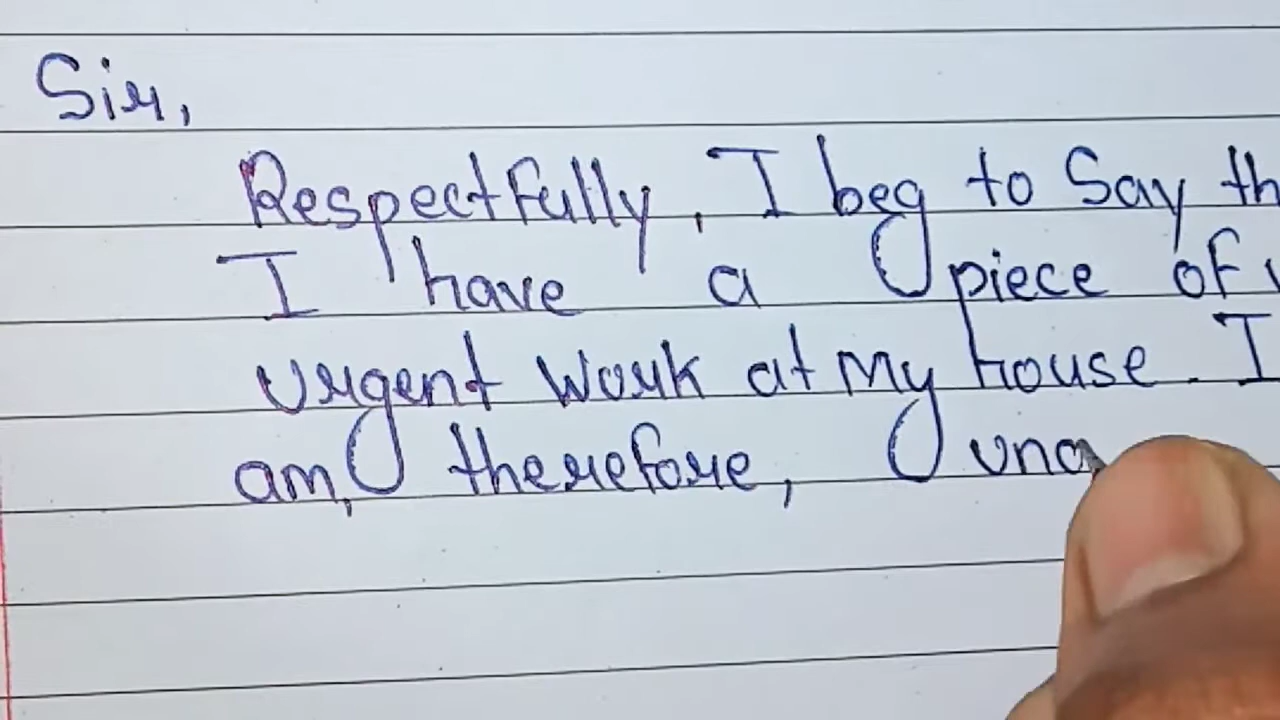 Sir,
Respectfully, I beg to Say th
I have a piece of
urgent work at my house. I
am, therefore, una